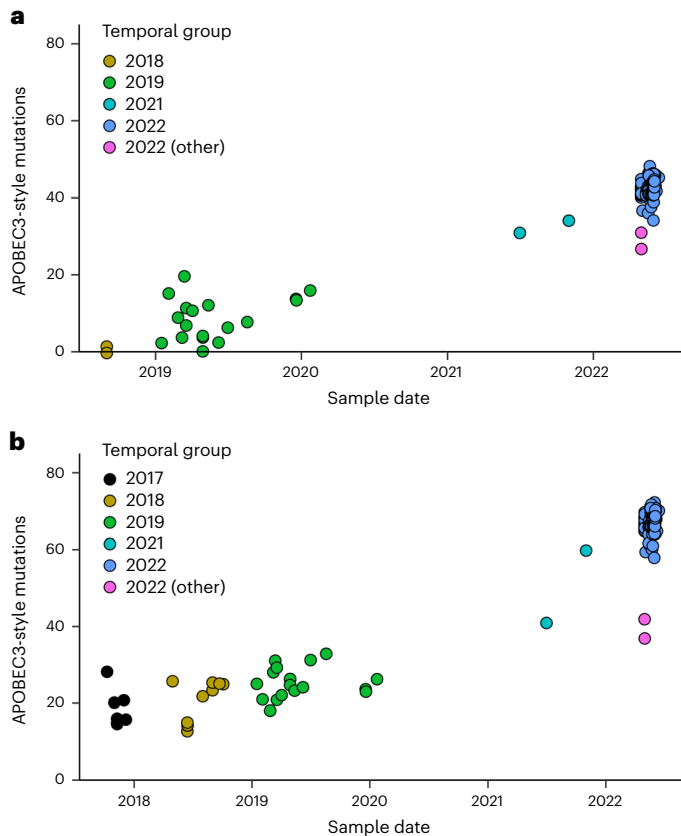 a
Temporal group
2018
2019
2021
2022
2022 (other)
APOBEC3-style mutations
80
60
40
20
0
2019 2020 2021 2022
Sample date
b
Temporal group
2017
2018
2019
2021
2022
2022 (other)
APOBEC3-style mutations
80
60
40
20
0
2018 2019 2020 2021 2022
Sample date